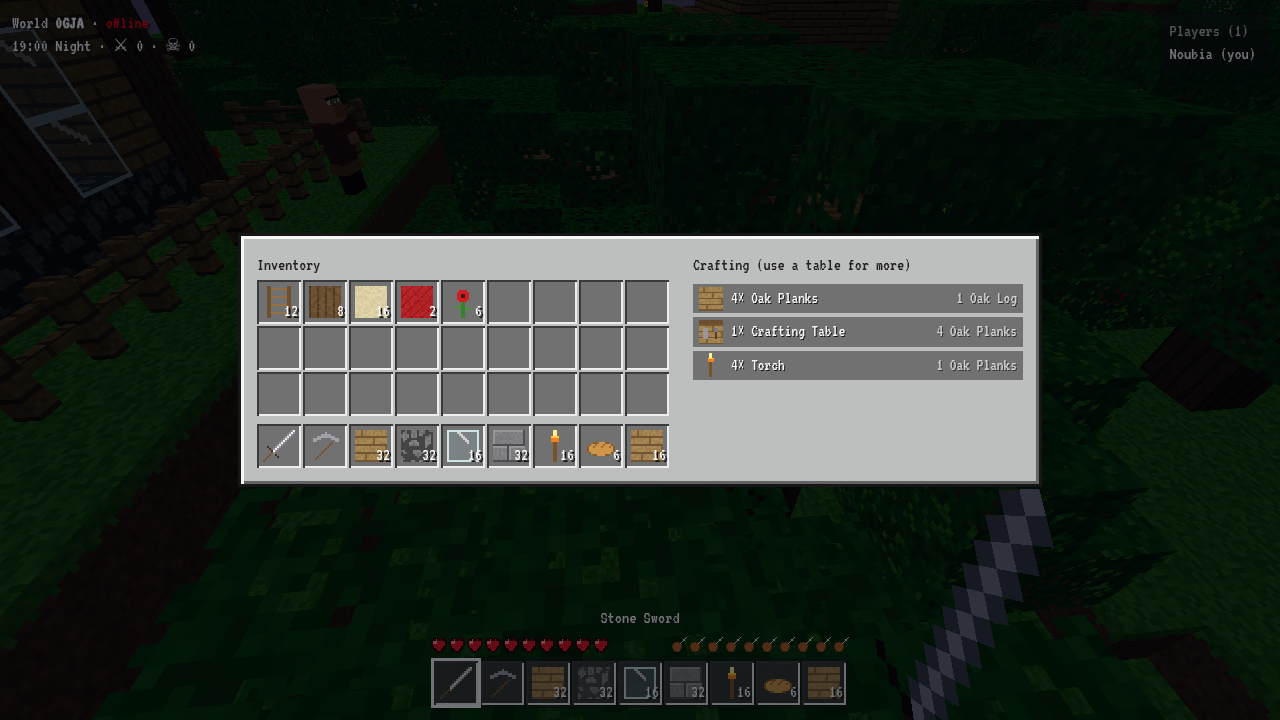 World OGJA · offline
19:00 Night · ⚔ 0 · ☠ 0
Players (1)
Noubia (you)
Inventory
12 8 16 2 6
32 32 16 32 16 6 16
Crafting (use a table for more)
4X Oak Planks 1 Oak Log
1X Crafting Table 4 Oak Planks
4X Torch 1 Oak Planks
Stone Sword
32 32 16 32 16 6 16